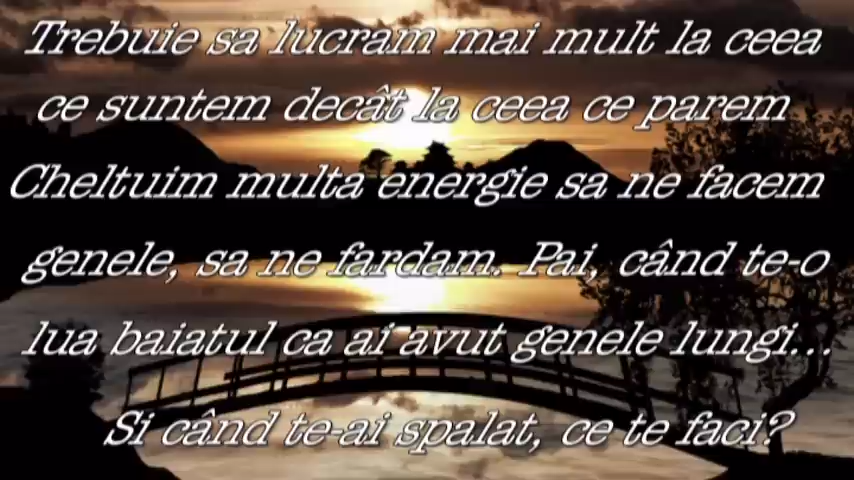 Trebuie sa lucram mai mult la ceea
ce suntem decât la ceea ce parem
Cheltuim multa energie sa ne facem
genele, sa ne fardam. Pai, când te-o
lua baiatul ca ai avut genele lungi...
Si când te-ai spalat, ce te faci?